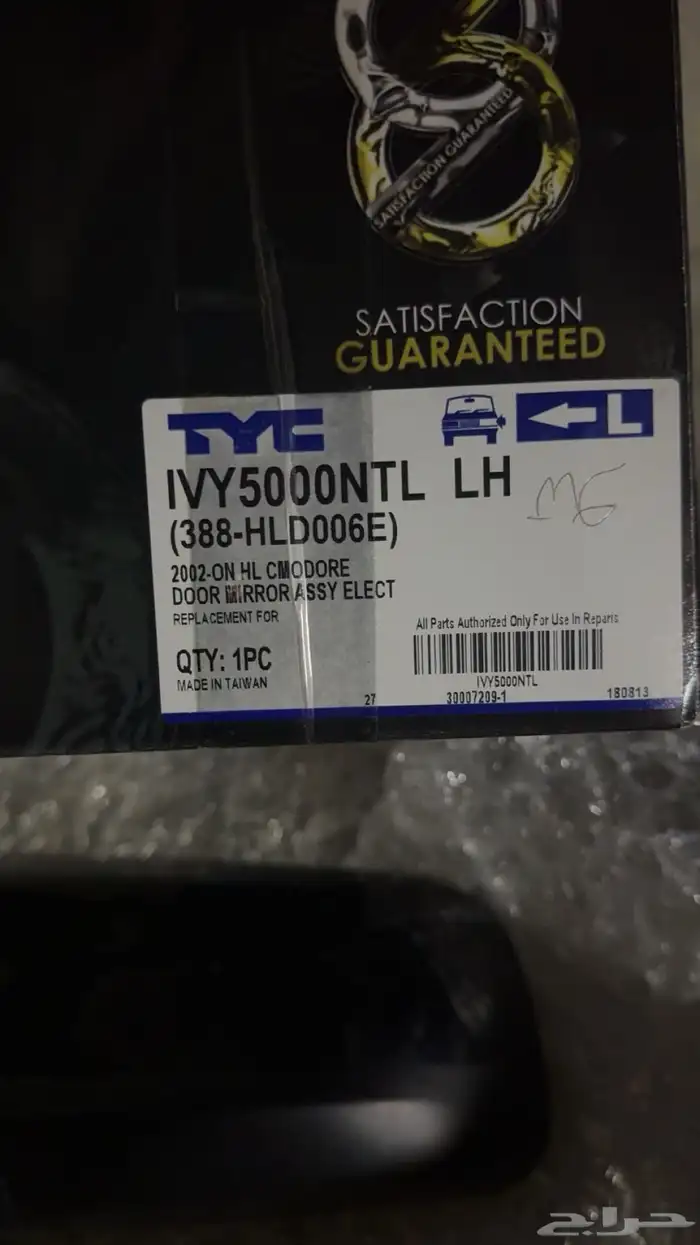 SATISFACTION GUARANTEED
SATISFACTION
GUARANTEED
TYC
L
IVY5000NTL LH
(388-HLD006E)
MG
2002-ON HL CMODORE
DOOR MIRROR ASSY ELECT
REPLACEMENT FOR
All Parts Authorized Only For Use In Repairs
QTY: 1PC
MADE IN TAIWAN
IVY5000NTL
27
30007209-1
180813
حراج